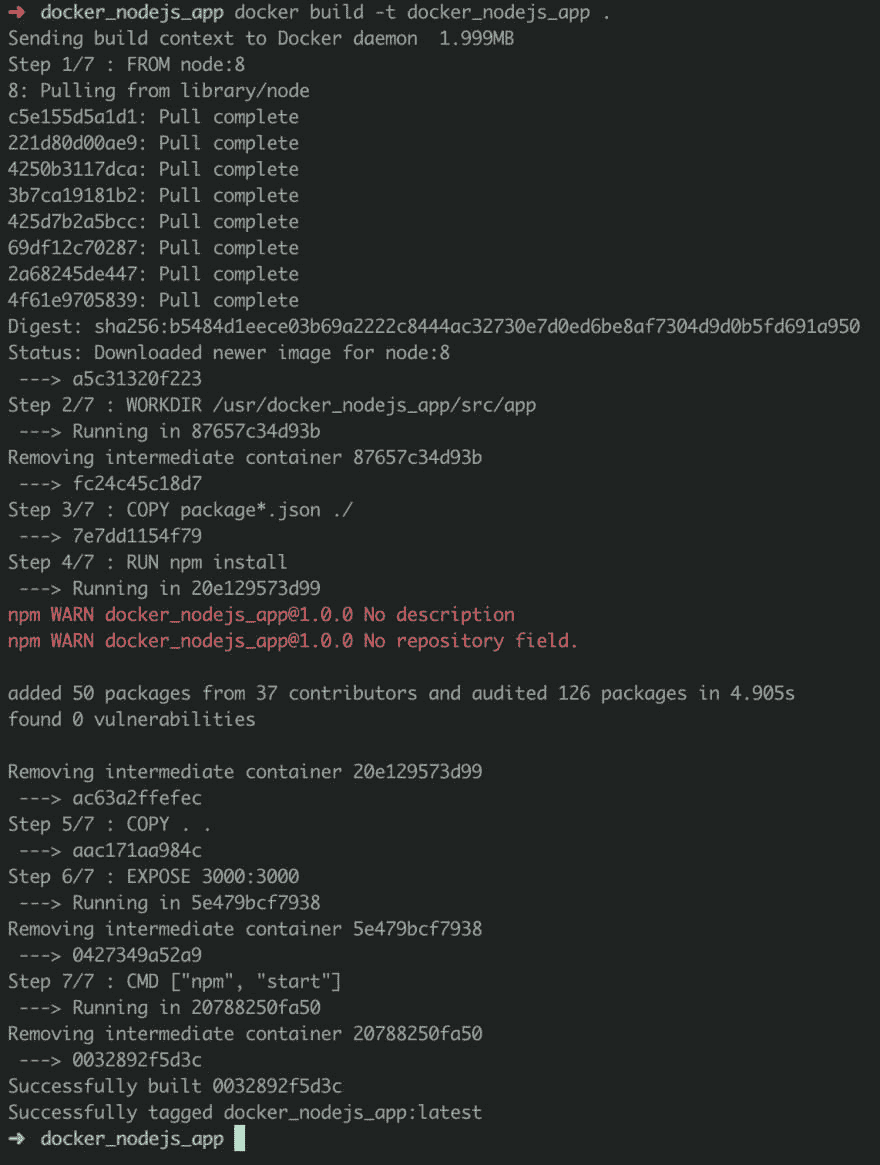 ➜ docker_nodejs_app docker build -t docker_nodejs_app .
Sending build context to Docker daemon  1.999MB
Step 1/7 : FROM node:8
8: Pulling from library/node
c5e155d5a1d1: Pull complete
221d80d00ae9: Pull complete
4250b3117dca: Pull complete
3b7ca19181b2: Pull complete
425d7b2a5bcc: Pull complete
69df12c70287: Pull complete
2a68245de447: Pull complete
4f61e9705839: Pull complete
Digest: sha256:b5484d1eece03b69a2222c8444ac32730e7d0ed6be8af7304d9d0b5fd691a950
Status: Downloaded newer image for node:8
 ---> a5c31320f223
Step 2/7 : WORKDIR /usr/docker_nodejs_app/src/app
 ---> Running in 87657c34d93b
Removing intermediate container 87657c34d93b
 ---> fc24c45c18d7
Step 3/7 : COPY package*.json ./
 ---> 7e7dd1154f79
Step 4/7 : RUN npm install
 ---> Running in 20e129573d99
npm WARN docker_nodejs_app@1.0.0 No description
npm WARN docker_nodejs_app@1.0.0 No repository field.
added 50 packages from 37 contributors and audited 126 packages in 4.905s
found 0 vulnerabilities
Removing intermediate container 20e129573d99
 ---> ac63a2ffefec
Step 5/7 : COPY . .
 ---> aac171aa984c
Step 6/7 : EXPOSE 3000:3000
 ---> Running in 5e479bcf7938
Removing intermediate container 5e479bcf7938
 ---> 0427349a52a9
Step 7/7 : CMD ["npm", "start"]
 ---> Running in 20788250fa50
Removing intermediate container 20788250fa50
 ---> 0032892f5d3c
Successfully built 0032892f5d3c
Successfully tagged docker_nodejs_app:latest
➜ docker_nodejs_app